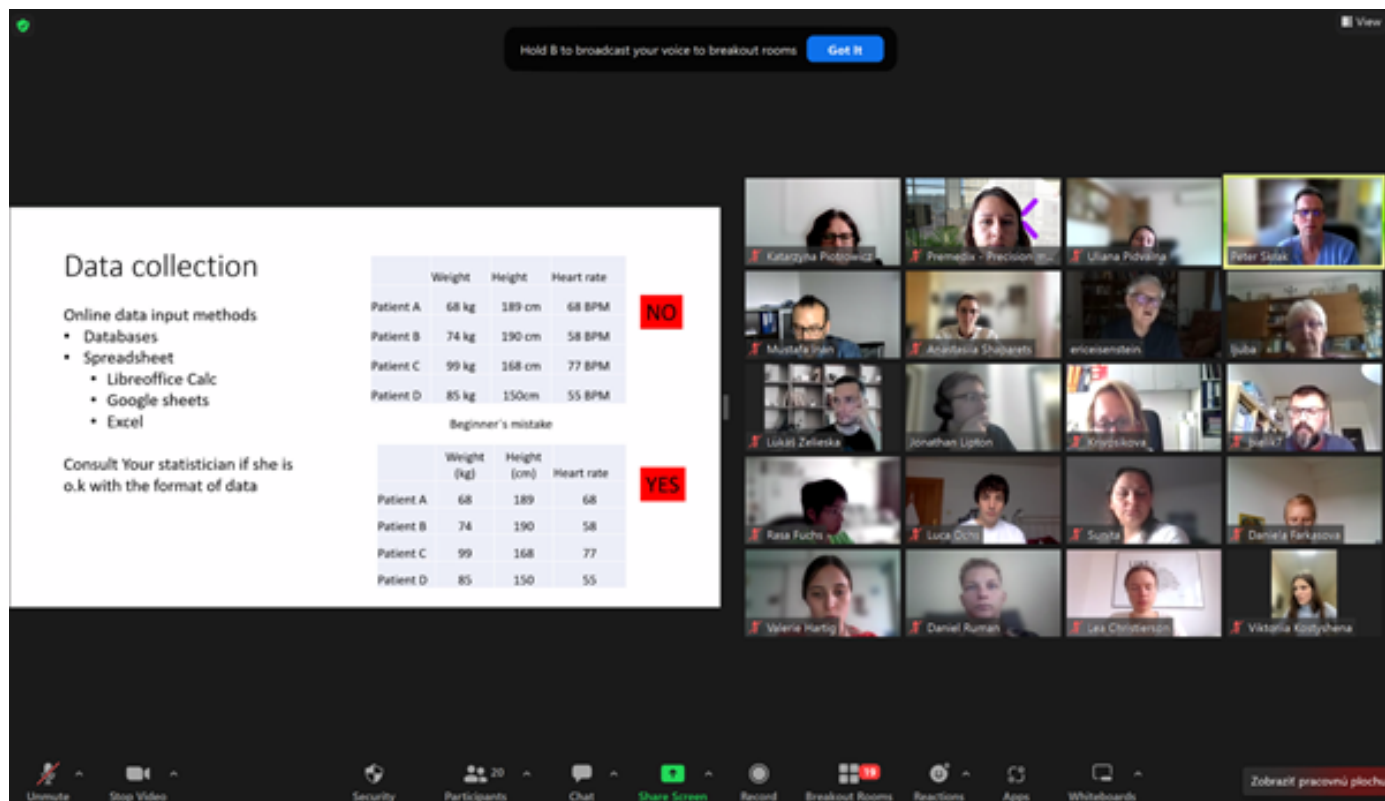 View
Hold B to broadcast your voice to breakout rooms
Got It
Data collection
Online data input methods
• Databases
• Spreadsheet
• Libreoffice Calc
• Google sheets
• Excel
Consult Your statistician if she is
o.k with the format of data
Weight Height Heart rate
Patient A 68 kg 189 cm 68 BPM
Patient B 74 kg 190 cm 58 BPM
Patient C 99 kg 168 cm 77 BPM
Patient D 85 kg 150cm 55 BPM
NO
Beginner´s mistake
Weight (kg) Height (cm) Heart rate
Patient A 68 189 68
Patient B 74 190 58
Patient C 99 168 77
Patient D 85 150 55
YES
Katarzyna Piotrowicz
Premedix - Precision m...
Uliana Pidvalna
Peter Skrak
Mustafa Inan
Anastasiia Shaparets
ericeisenstein
ljuba
Lukas Zelieska
Jonathan Lipton
Krivosikova
bielik7
Rasa Fuchs
Luca Ochs
Sunita
Daniela Farkasova
Valerie Hartig
Daniel Ruman
Lea Christierson
Viktoriia Kostyshena
Unmute
Stop Video
Security
Participants 20
Chat
Share Screen
Record
Breakout Rooms 19
Reactions
Apps
Whiteboards
Zobraziť pracovnú plochu